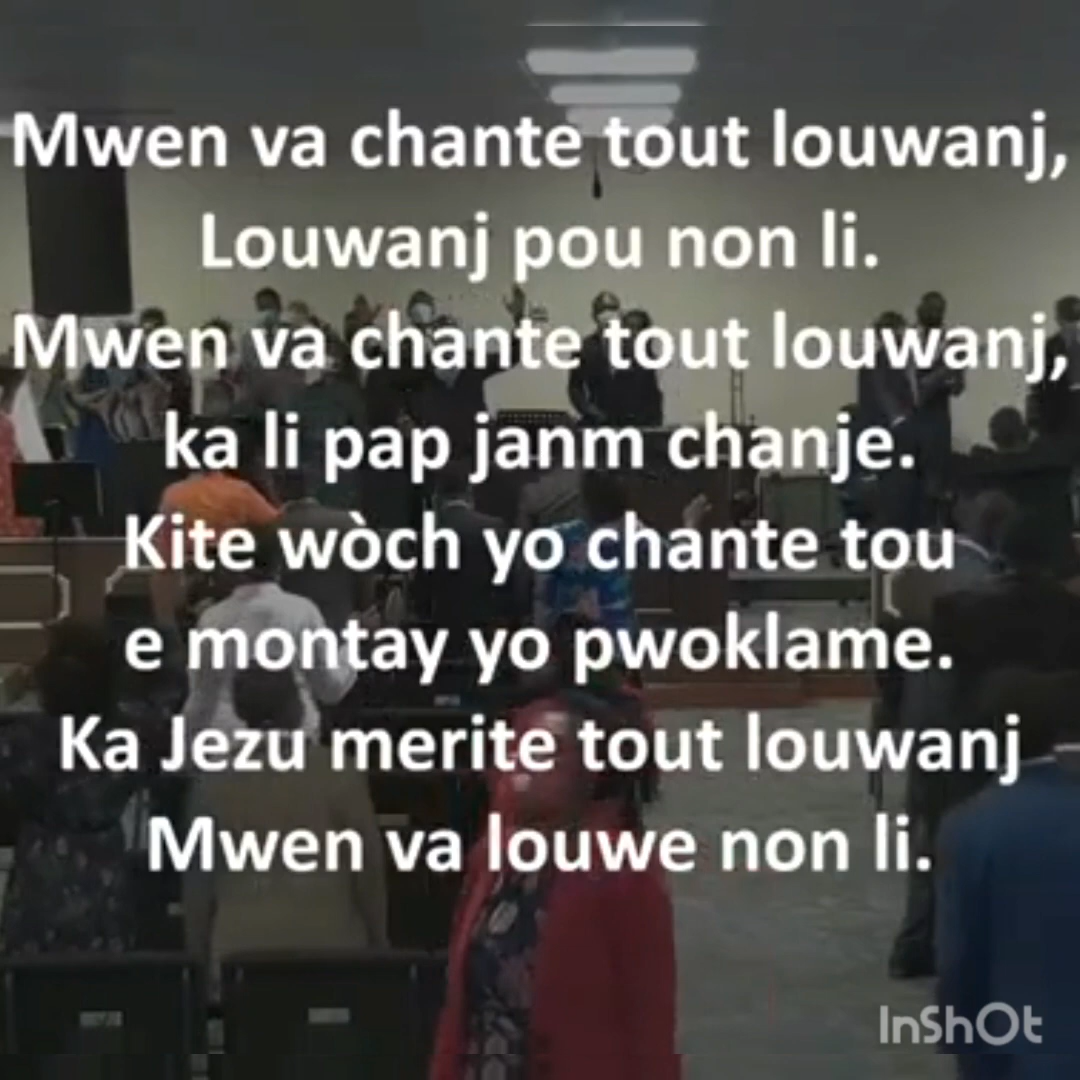 Mwen va chante tout louwanj,
Louwanj pou non li.
Mwen va chante tout louwanj,
ka li pap janm chanje.
Kite wòch yo chante tou
e montay yo pwoklame.
Ka Jezu merite tout louwanj
Mwen va louwe non li.
InShOt